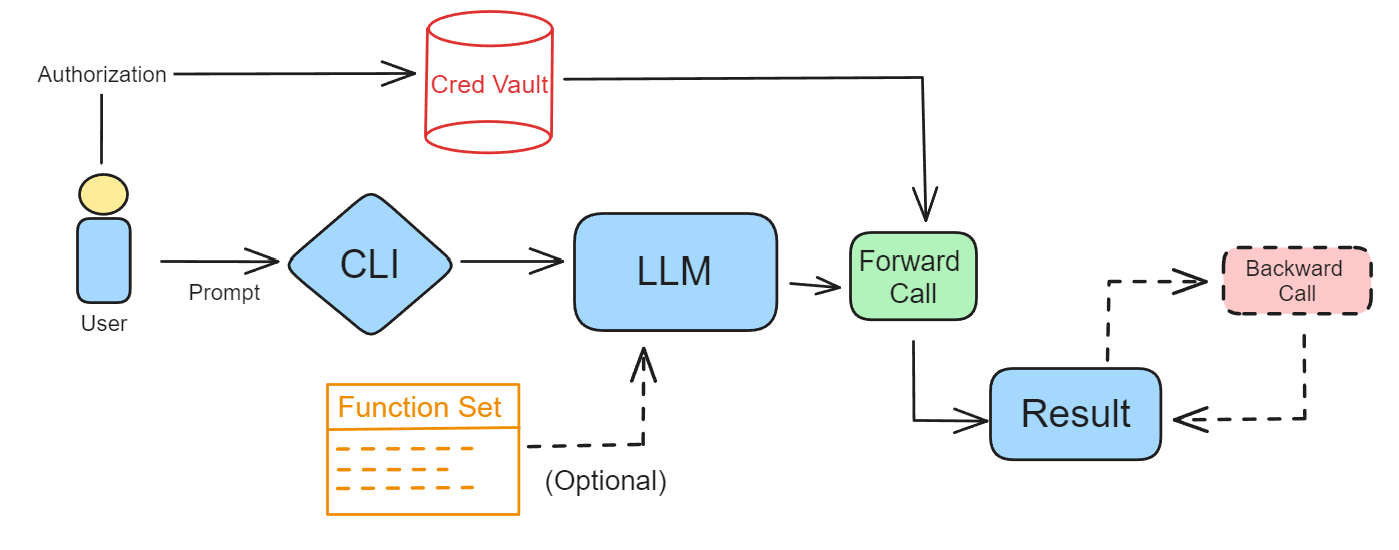 Authorization
Cred Vault
CLI
LLM
Forward
Call
Backward
Call
Prompt
User
Function Set
Result
(Optional)